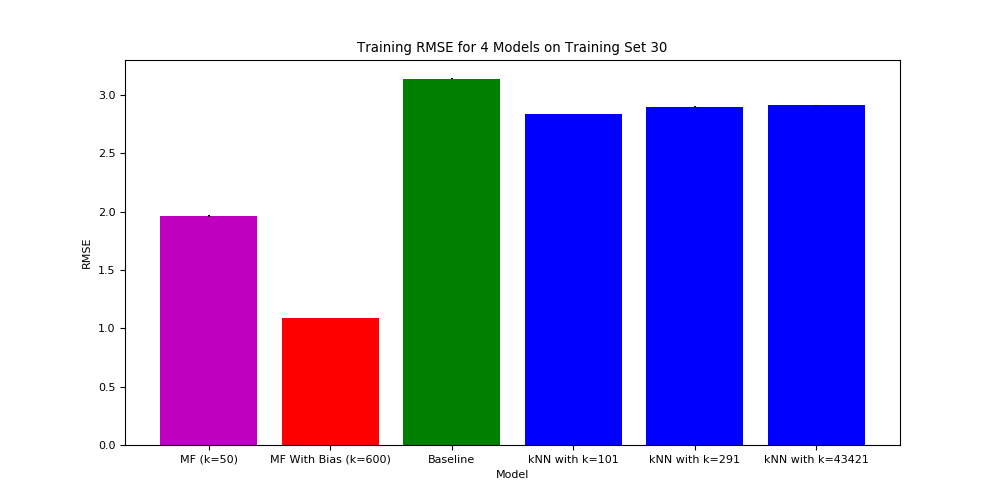 Training RMSE for 4 Models on Training Set 30
3.0
2.5
2.0
1.5
1.0
0.5
0.0
RMSE
MF (k=50) MF With Bias (k=600) Baseline kNN with k=101 kNN with k=291 kNN with k=43421
Model